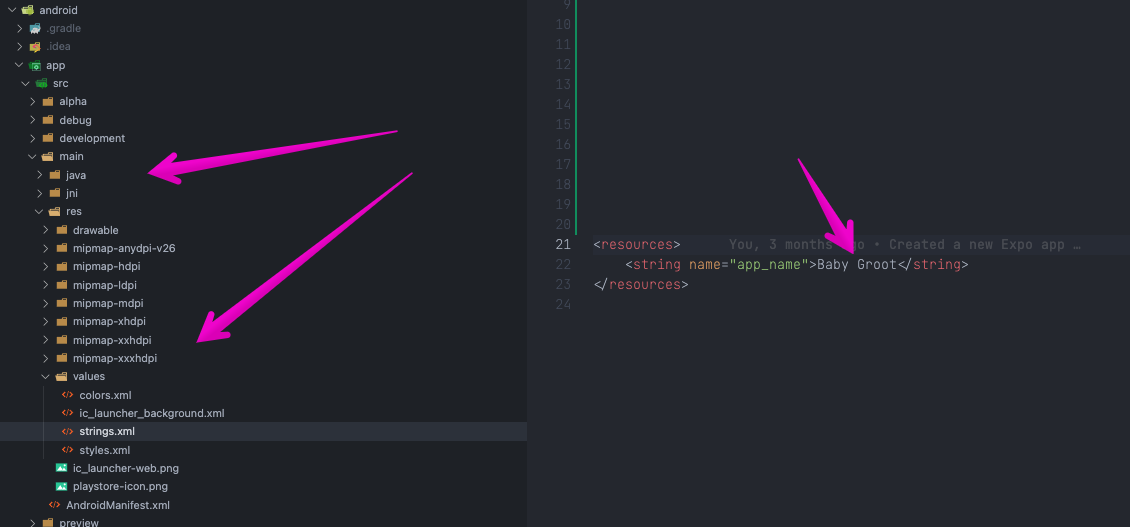 android
.gradle
.idea
app
src
alpha
debug
development
main
java
jni
res
drawable
mipmap-anydpi-v26
mipmap-hdpi
mipmap-ldpi
mipmap-mdpi
mipmap-xhdpi
mipmap-xxhdpi
mipmap-xxxhdpi
values
colors.xml
ic_launcher_background.xml
strings.xml
styles.xml
ic_launcher-web.png
playstore-icon.png
AndroidManifest.xml
preview
9
10
11
12
13
14
15
16
17
18
19
20
21 <resources> You, 3 months ago • Created a new Expo app …
22 <string name="app_name">Baby Groot</string>
23 </resources>
24